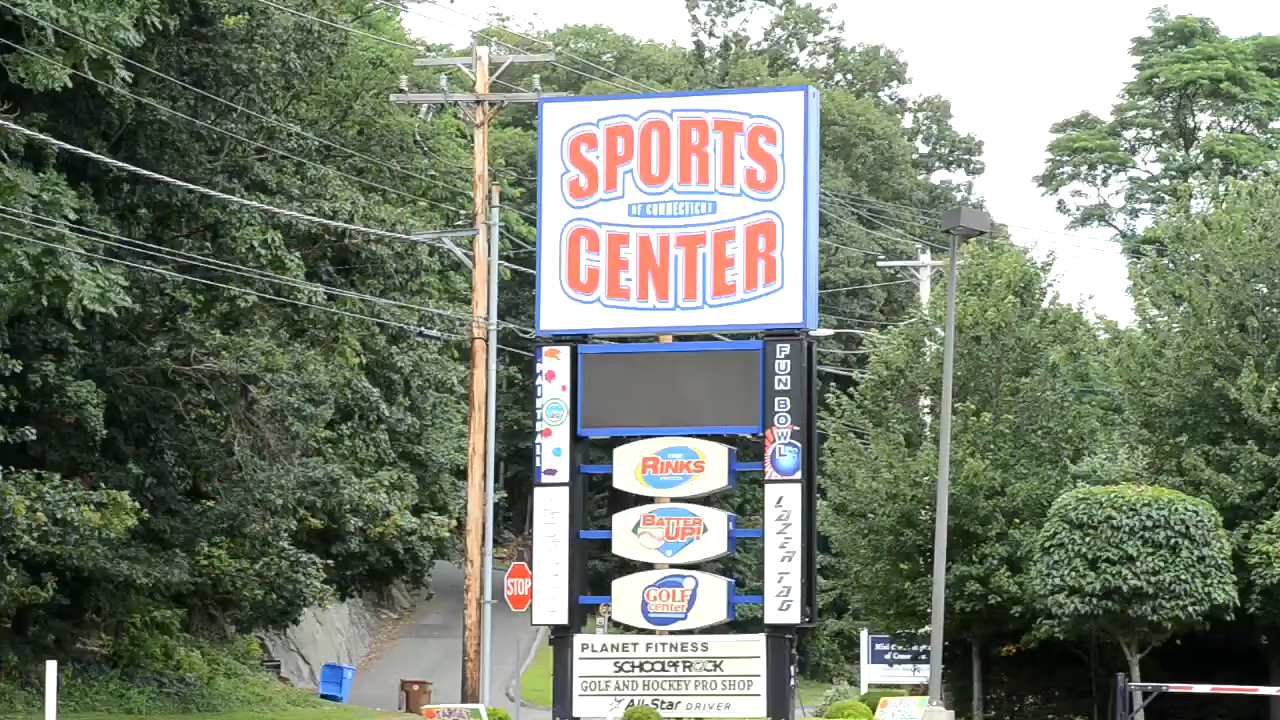 SPORTS
OF CONNECTICUT
CENTER
PAINTBALL
FUN BOWL
RINKS
BATTER
UP!
LAZER TAG
STOP
GOLF
center
PLANET FITNESS
SCHOOL of ROCK
GOLF AND HOCKEY PRO SHOP
All-Star DRIVER